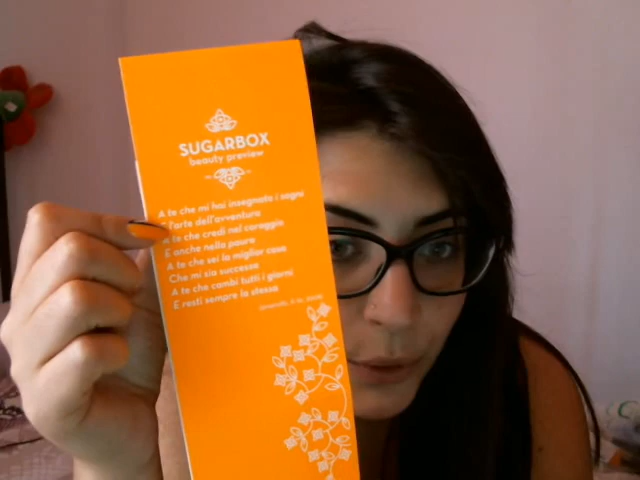 SUGARBOX
beauty preview
A te che mi hai insegnato i sogni
E l'arte dell'avventura
A te che credi nel coraggio
E anche nella paura
A te che sei la miglior cosa
Che mi sia successa
A te che cambi tutti i giorni
E resti sempre la stessa